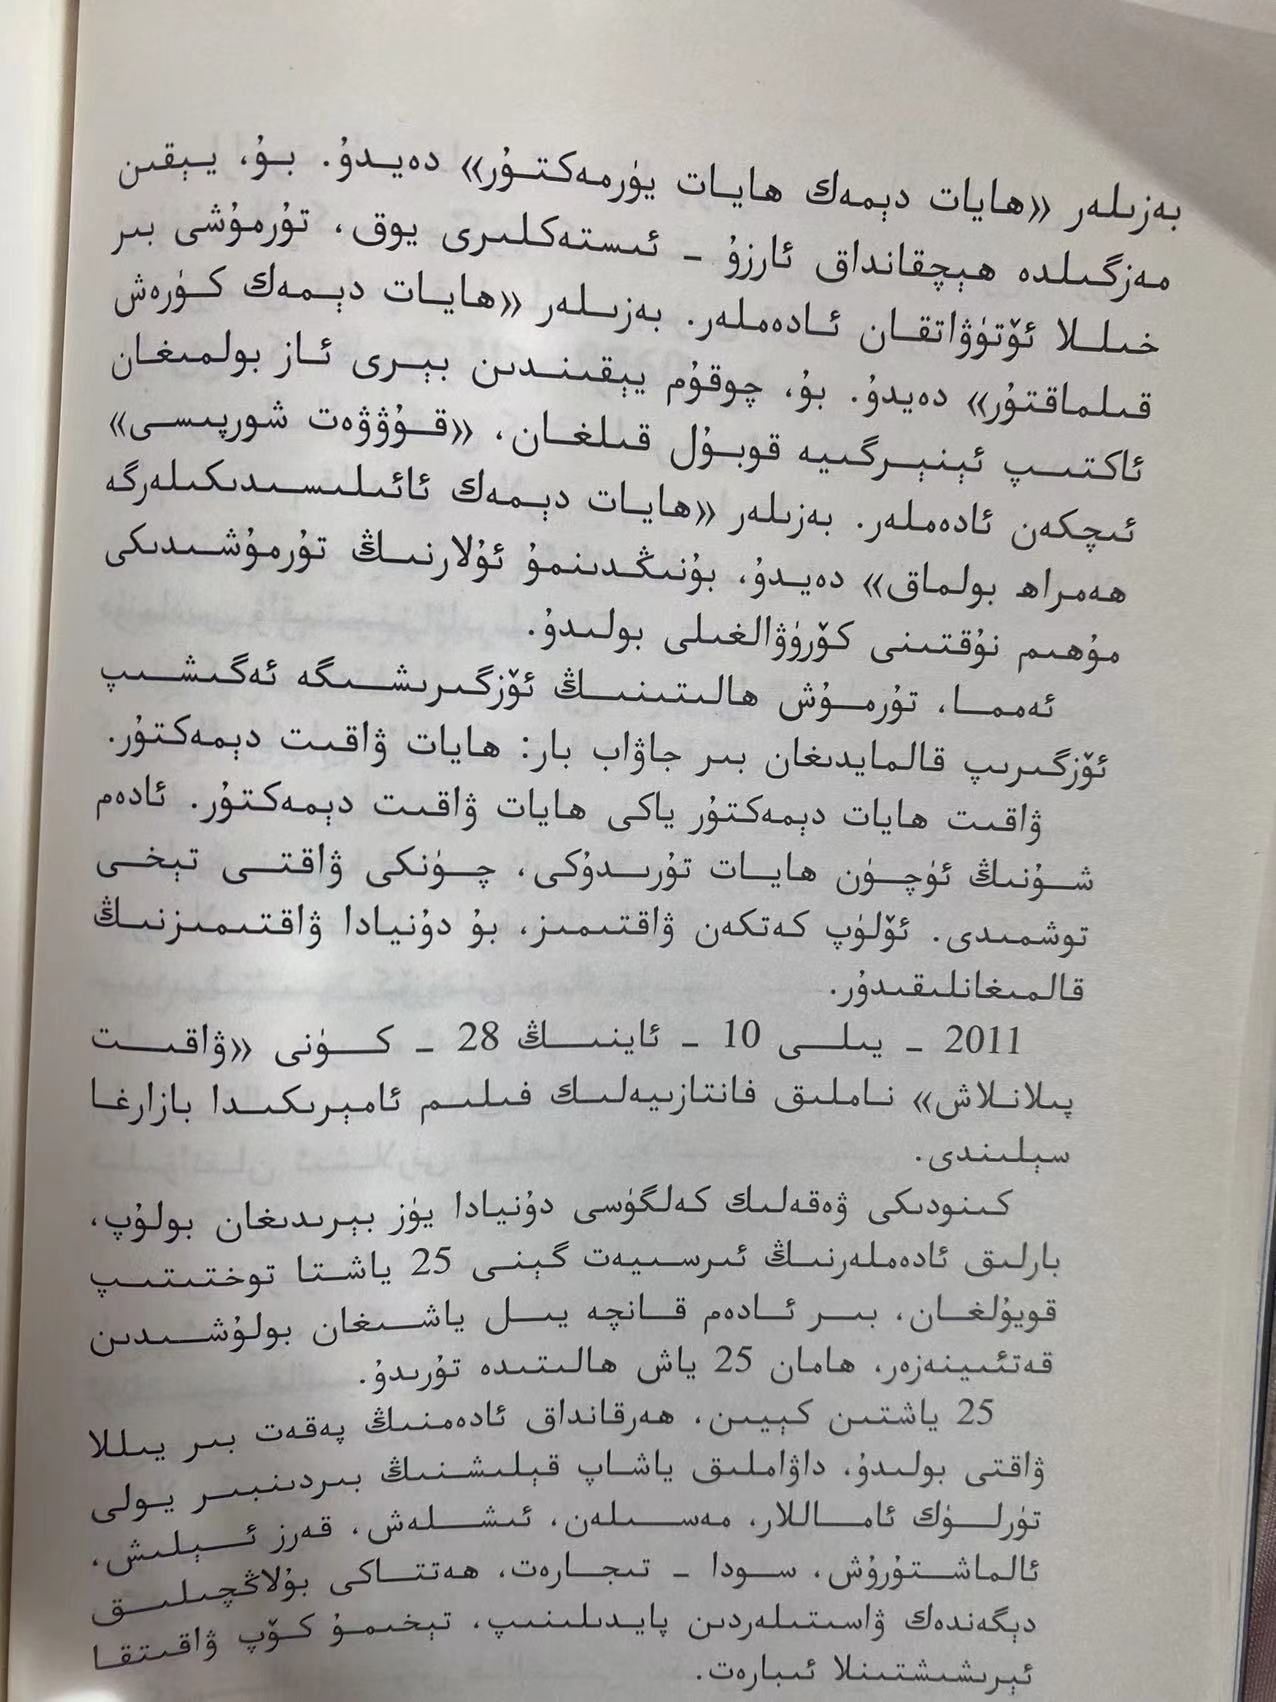 بەزىلەر «ھايات دېمەك ھايات يۈرمەكتۇر» دەيدۇ. بۇ، يېقىن
مەزگىلدە ھېچقانداق ئارزۇ ـ ئىستەكلىرى يوق، تۇرمۇشى بىر
خىللا ئۆتۈۋاتقان ئادەملەر. بەزىلەر «ھايات دېمەك كۈرەش
قىلماقتۇر» دەيدۇ. بۇ، چوقۇم يېقىندىن بېرى ئاز بولمىغان
ئاكتىپ ئېنېرگىيە قوبۇل قىلغان، «قۇۋۋەت شورپىسى»
ئىچكەن ئادەملەر. بەزىلەر «ھايات دېمەك ئائىلىسىدىكىلەرگە
ھەمراھ بولماق» دەيدۇ، بۇنىڭدىنمۇ ئۇلارنىڭ تۇرمۇشىدىكى
مۇھىم نۇقتىنى كۆرۈۋالغىلى بولىدۇ.
ئەمما، تۇرمۇش ھالىتىنىڭ ئۆزگىرىشىگە ئەگىشىپ
ئۆزگىرىپ قالمايدىغان بىر جاۋاب بار: ھايات ۋاقىت دېمەكتۇر.
ۋاقىت ھايات دېمەكتۇر ياكى ھايات ۋاقىت دېمەكتۇر. ئادەم
شۇنىڭ ئۈچۈن ھايات تۇرىدۇكى، چۈنكى ۋاقتى تېخى
توشمىدى. ئۆلۈپ كەتكەن ۋاقتىمىز، بۇ دۇنيادا ۋاقتىمىزنىڭ
قالمىغانلىقىدۇر.
2011 ـ يىلى 10 ـ ئاينىڭ 28 ـ كۈنى «ۋاقىت
پىلانلاش» ناملىق فانتازىيەلىك فىلىم ئامېرىكىدا بازارغا
سېلىندى.
كىنودىكى ۋەقەلىك كەلگۈسى دۇنيادا يۈز بېرىدىغان بولۇپ،
بارلىق ئادەملەرنىڭ ئىرسىيەت گېنى 25 ياشتا توختىتىپ
قويۇلغان، بىر ئادەم قانچە يىل ياشىغان بولۇشىدىن
قەتئىينەزەر، ھامان 25 ياش ھالىتىدە تۇرىدۇ.
25 ياشتىن كېيىن، ھەرقانداق ئادەمنىڭ پەقەت بىر يىللا
ۋاقتى بولىدۇ، داۋاملىق ياشاپ قېلىشنىڭ بىردىنبىر يولى
تۈرلۈك ئاماللار، مەسىلەن، ئىشلەش، قەرز ئېلىش،
ئالماشتۇرۇش، سودا ـ تىجارەت، ھەتتاكى بۇلاڭچىلىق
دېگەندەك ۋاسىتىلەردىن پايدىلىنىپ، تېخىمۇ كۆپ ۋاقىتقا
ئېرىشىشتىنلا ئىبارەت.